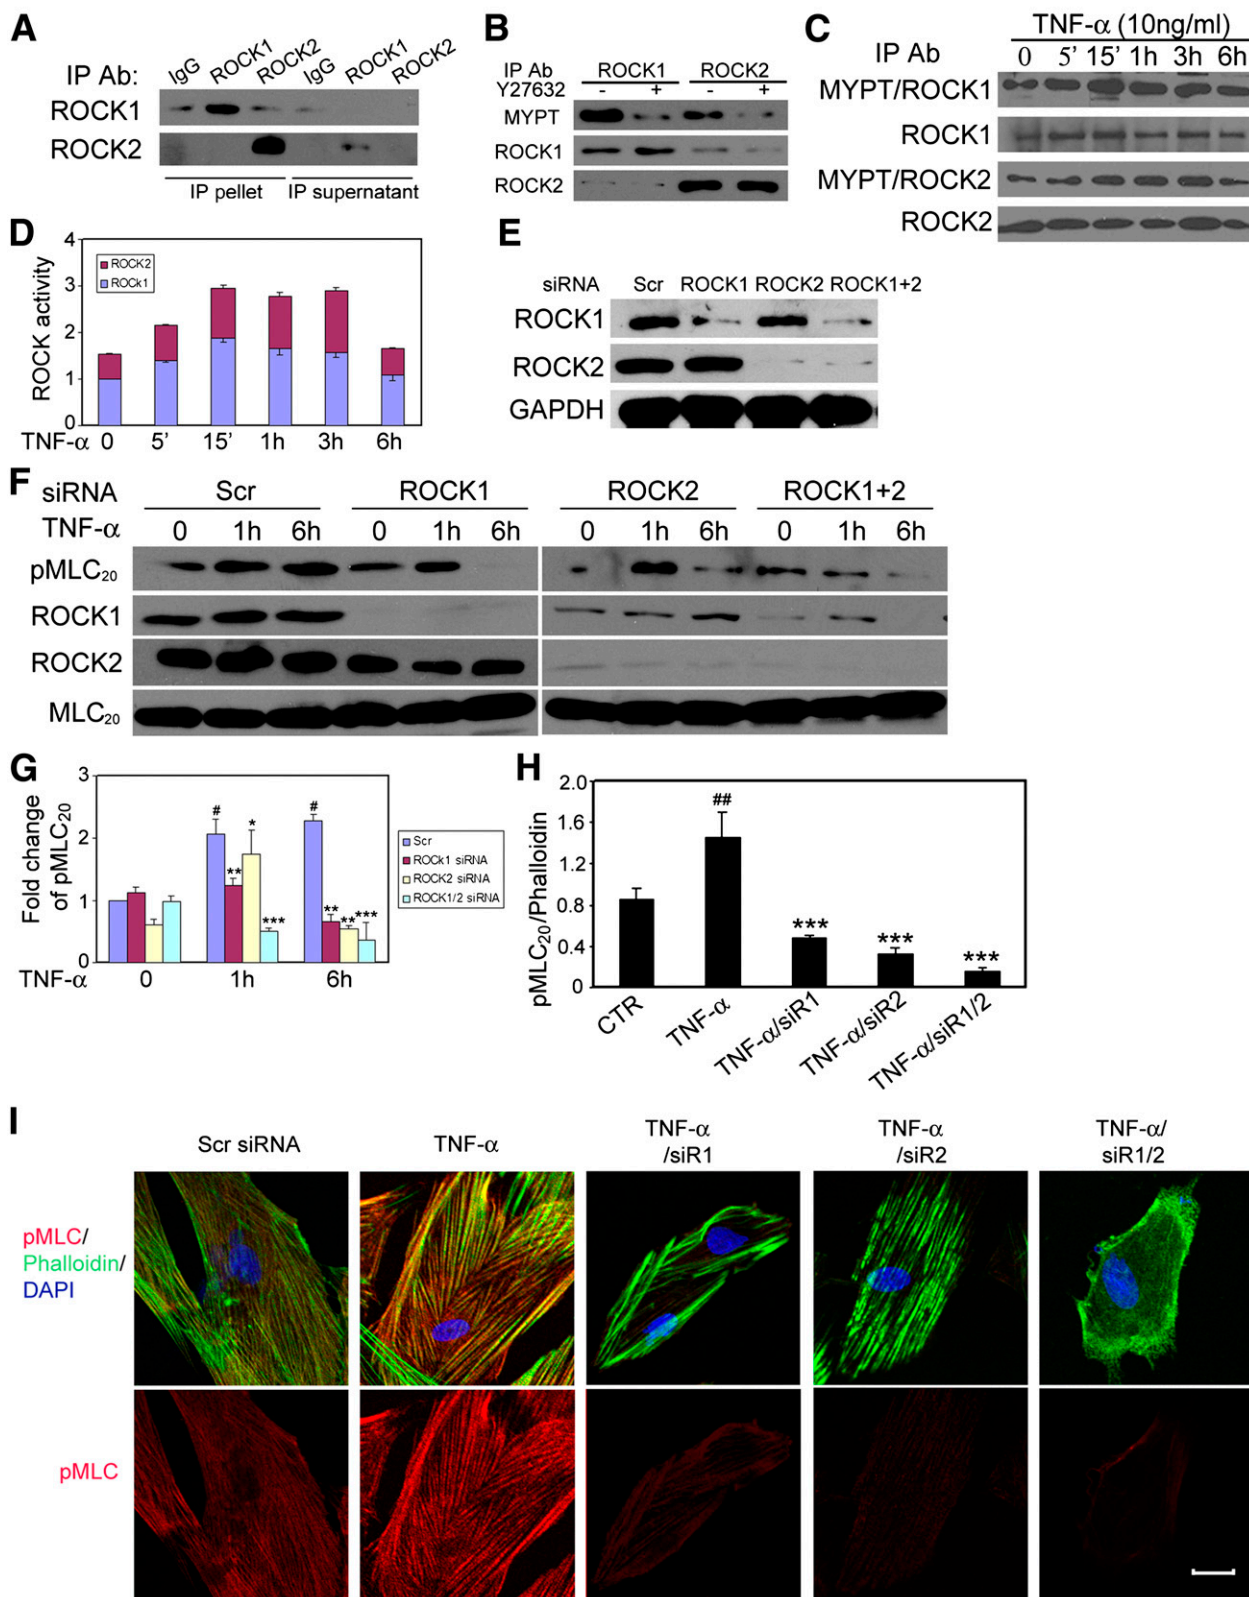 A
IP Ab:
IgG ROCK1 ROCK2 IgG ROCK1 ROCK2
ROCK1
ROCK2
IP pellet IP supernatant
B
IP Ab ROCK1 ROCK2
Y27632 - + - +
MYPT
ROCK1
ROCK2
C
TNF-α (10ng/ml)
IP Ab 0 5' 15' 1h 3h 6h
MYPT/ROCK1
ROCK1
MYPT/ROCK2
ROCK2
D
ROCK activity
4
3
2
1
0
ROCK2
ROCk1
TNF-α 0 5' 15' 1h 3h 6h
E
siRNA Scr ROCK1 ROCK2 ROCK1+2
ROCK1
ROCK2
GAPDH
F
siRNA Scr ROCK1 ROCK2 ROCK1+2
TNF-α 0 1h 6h 0 1h 6h 0 1h 6h 0 1h 6h
pMLC₂₀
ROCK1
ROCK2
MLC₂₀
G
Fold change
of pMLC₂₀
3
2
1
0
# ** * ***
# ** ** ***
Scr
ROCk1 siRNA
ROCK2 siRNA
ROCK1/2 siRNA
TNF-α 0 1h 6h
H
pMLC₂₀/Phalloidin
2.0
1.6
1.2
0.8
0.4
0
##
*** *** ***
CTR TNF-α TNF-α/siR1 TNF-α/siR2 TNF-α/siR1/2
I
Scr siRNA
TNF-α
TNF-α
/siR1
TNF-α
/siR2
TNF-α/
siR1/2
pMLC/
Phalloidin/
DAPI
pMLC